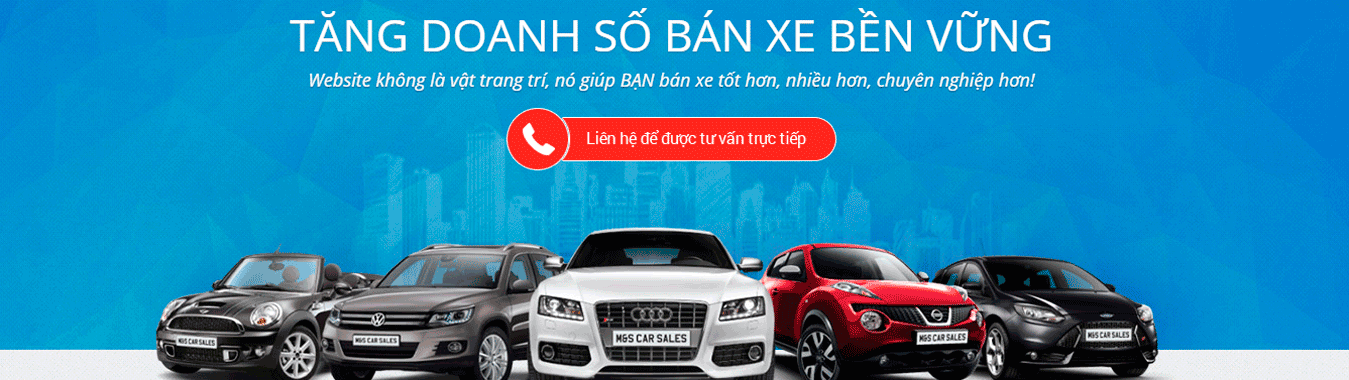 TĂNG DOANH SỐ BÁN XE BỀN VỮNG
Website không là vật trang trí, nó giúp BẠN bán xe tốt hơn, nhiều hơn, chuyên nghiệp hơn!
Liên hệ để được tư vấn trực tiếp
M&S CAR SALES
M&S CAR SALES
M&S CAR SALES
M&S CAR SALES
M&S CAR SALES